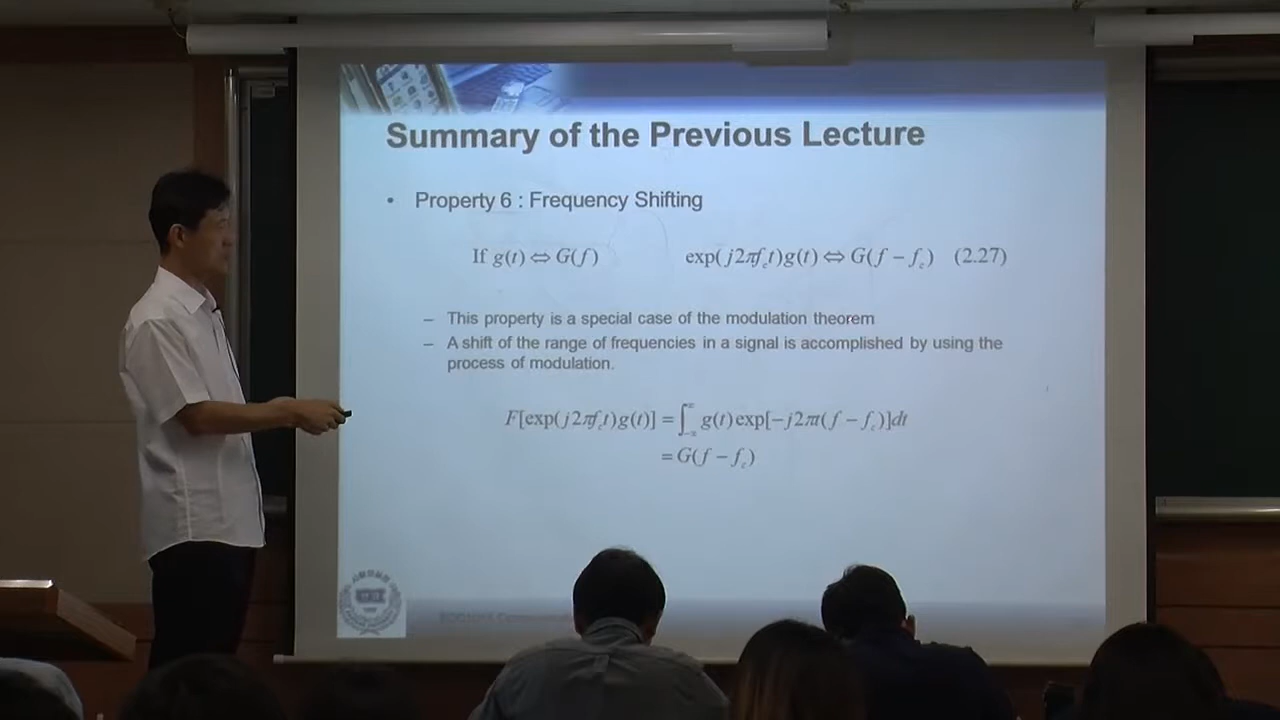 Summary of the Previous Lecture
• Property 6 : Frequency Shifting
If g(t) ⇔ G(f) exp(j2πf_c t)g(t) ⇔ G(f − f_c) (2.27)
– This property is a special case of the modulation theorem
– A shift of the range of frequencies in a signal is accomplished by using the
process of modulation.
F[exp(j2πf_c t)g(t)] = ∫_{-∞}^{∞} g(t)exp[−j2πt(f − f_c)]dt
= G(f − f_c)